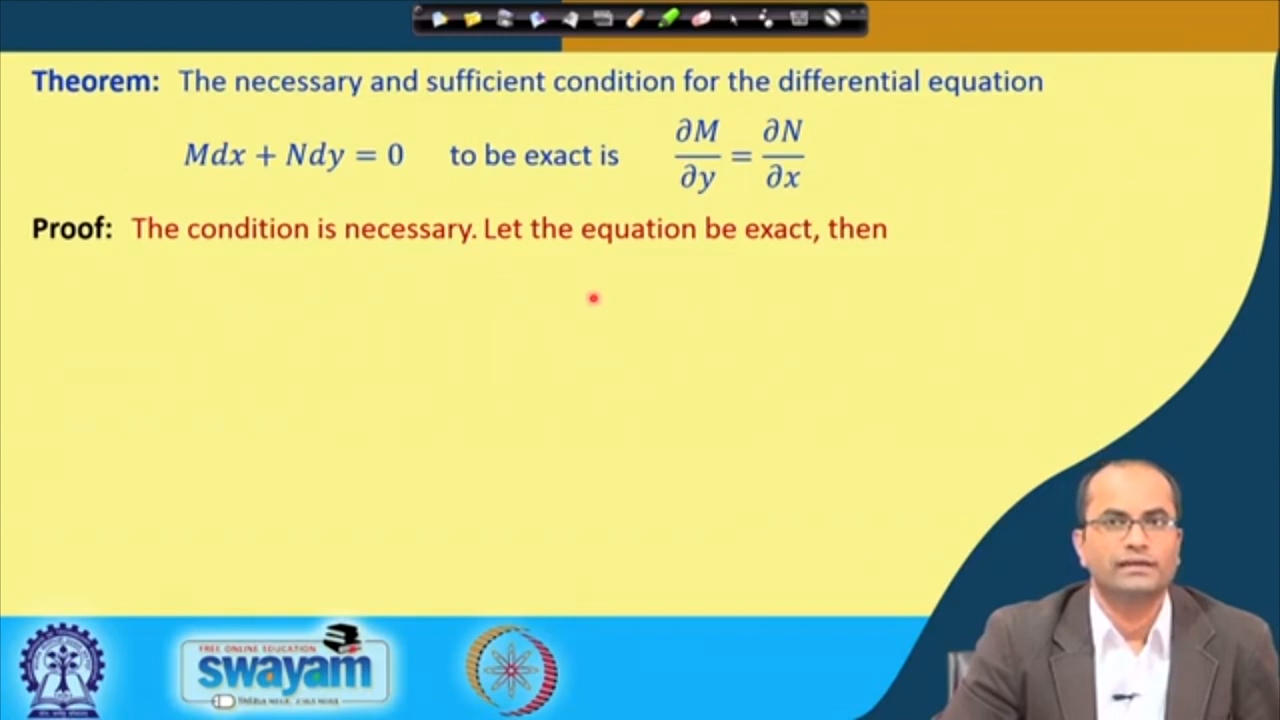 Theorem: The necessary and sufficient condition for the differential equation
𝑀𝑑𝑥 + 𝑁𝑑𝑦 = 0 to be exact is ∂𝑀/∂𝑦 = ∂𝑁/∂𝑥
Proof: The condition is necessary. Let the equation be exact, then
FREE ONLINE EDUCATION
swayam